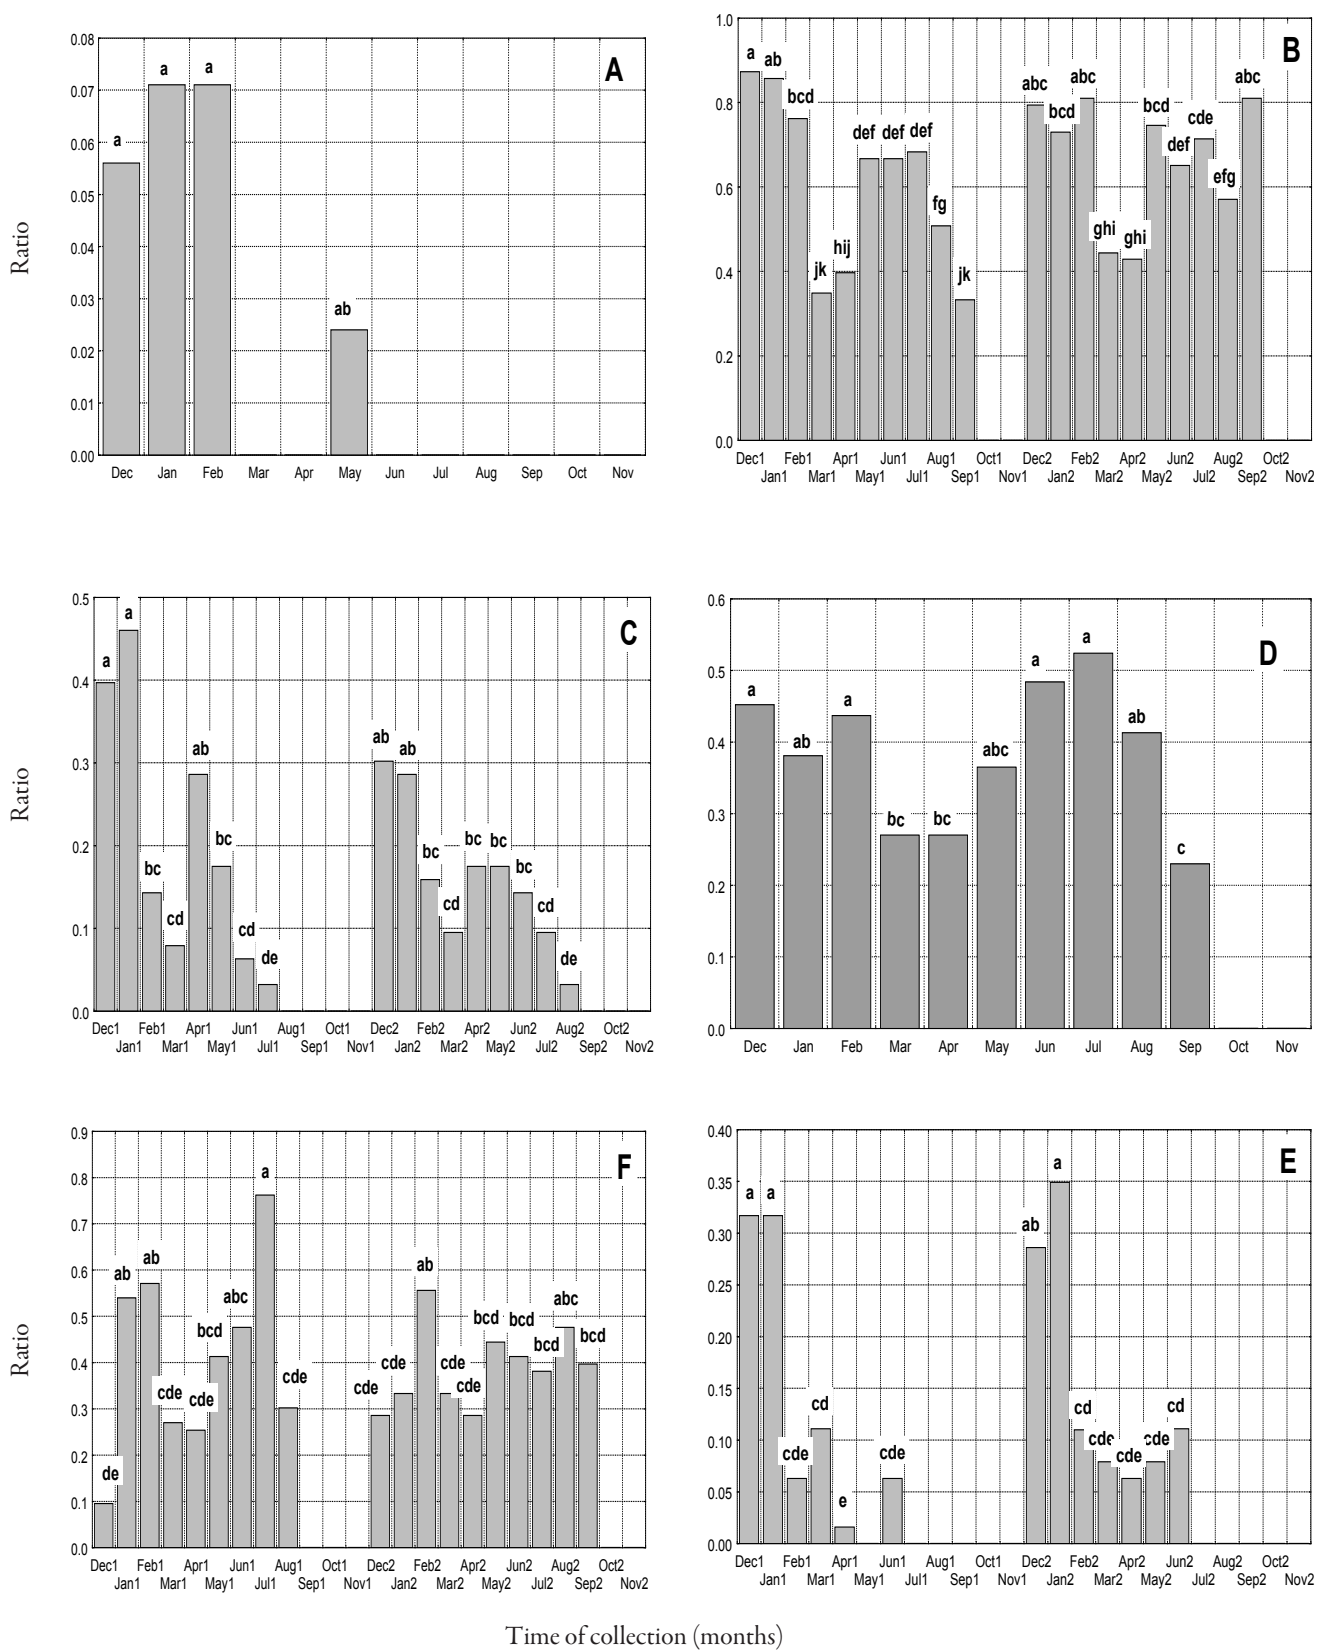 A
0.08
0.07
0.06
0.05
0.04
0.03
0.02
0.01
0.00
a
a
a
ab
Dec Jan Feb Mar Apr May Jun Jul Aug Sep Oct Nov
Ratio
B
1.0
0.8
0.6
0.4
0.2
0.0
a ab bcd jk hij def def def fg jk abc bcd abc ghi ghi bcd def cde efg abc
Dec1 Feb1 Apr1 Jun1 Aug1 Oct1 Dec2 Feb2 Apr2 Jun2 Aug2 Oct2
Jan1 Mar1 May1 Jul1 Sep1 Nov1 Jan2 Mar2 May2 Jul2 Sep2 Nov2
C
0.5
0.4
0.3
0.2
0.1
0.0
a a bc cd ab bc cd de ab ab bc cd bc bc bc cd de
Dec1 Feb1 Apr1 Jun1 Aug1 Oct1 Dec2 Feb2 Apr2 Jun2 Aug2 Oct2
Jan1 Mar1 May1 Jul1 Sep1 Nov1 Jan2 Mar2 May2 Jul2 Sep2 Nov2
Ratio
D
0.6
0.5
0.4
0.3
0.2
0.1
0.0
a ab a bc bc abc a a ab c
Dec Jan Feb Mar Apr May Jun Jul Aug Sep Oct Nov
F
0.9
0.8
0.7
0.6
0.5
0.4
0.3
0.2
0.1
0.0
de ab ab cde cde bcd abc a cde cde cde ab cde cde bcd bcd bcd abc bcd
Dec1 Feb1 Apr1 Jun1 Aug1 Oct1 Dec2 Feb2 Apr2 Jun2 Aug2 Oct2
Jan1 Mar1 May1 Jul1 Sep1 Nov1 Jan2 Mar2 May2 Jul2 Sep2 Nov2
Ratio
E
0.40
0.35
0.30
0.25
0.20
0.15
0.10
0.05
0.00
a a cde cd e cde ab a cd cde cde cde cd
Dec1 Feb1 Apr1 Jun1 Aug1 Oct1 Dec2 Feb2 Apr2 Jun2 Aug2 Oct2
Jan1 Mar1 May1 Jul1 Sep1 Nov1 Jan2 Mar2 May2 Jul2 Sep2 Nov2
Time of collection (months)